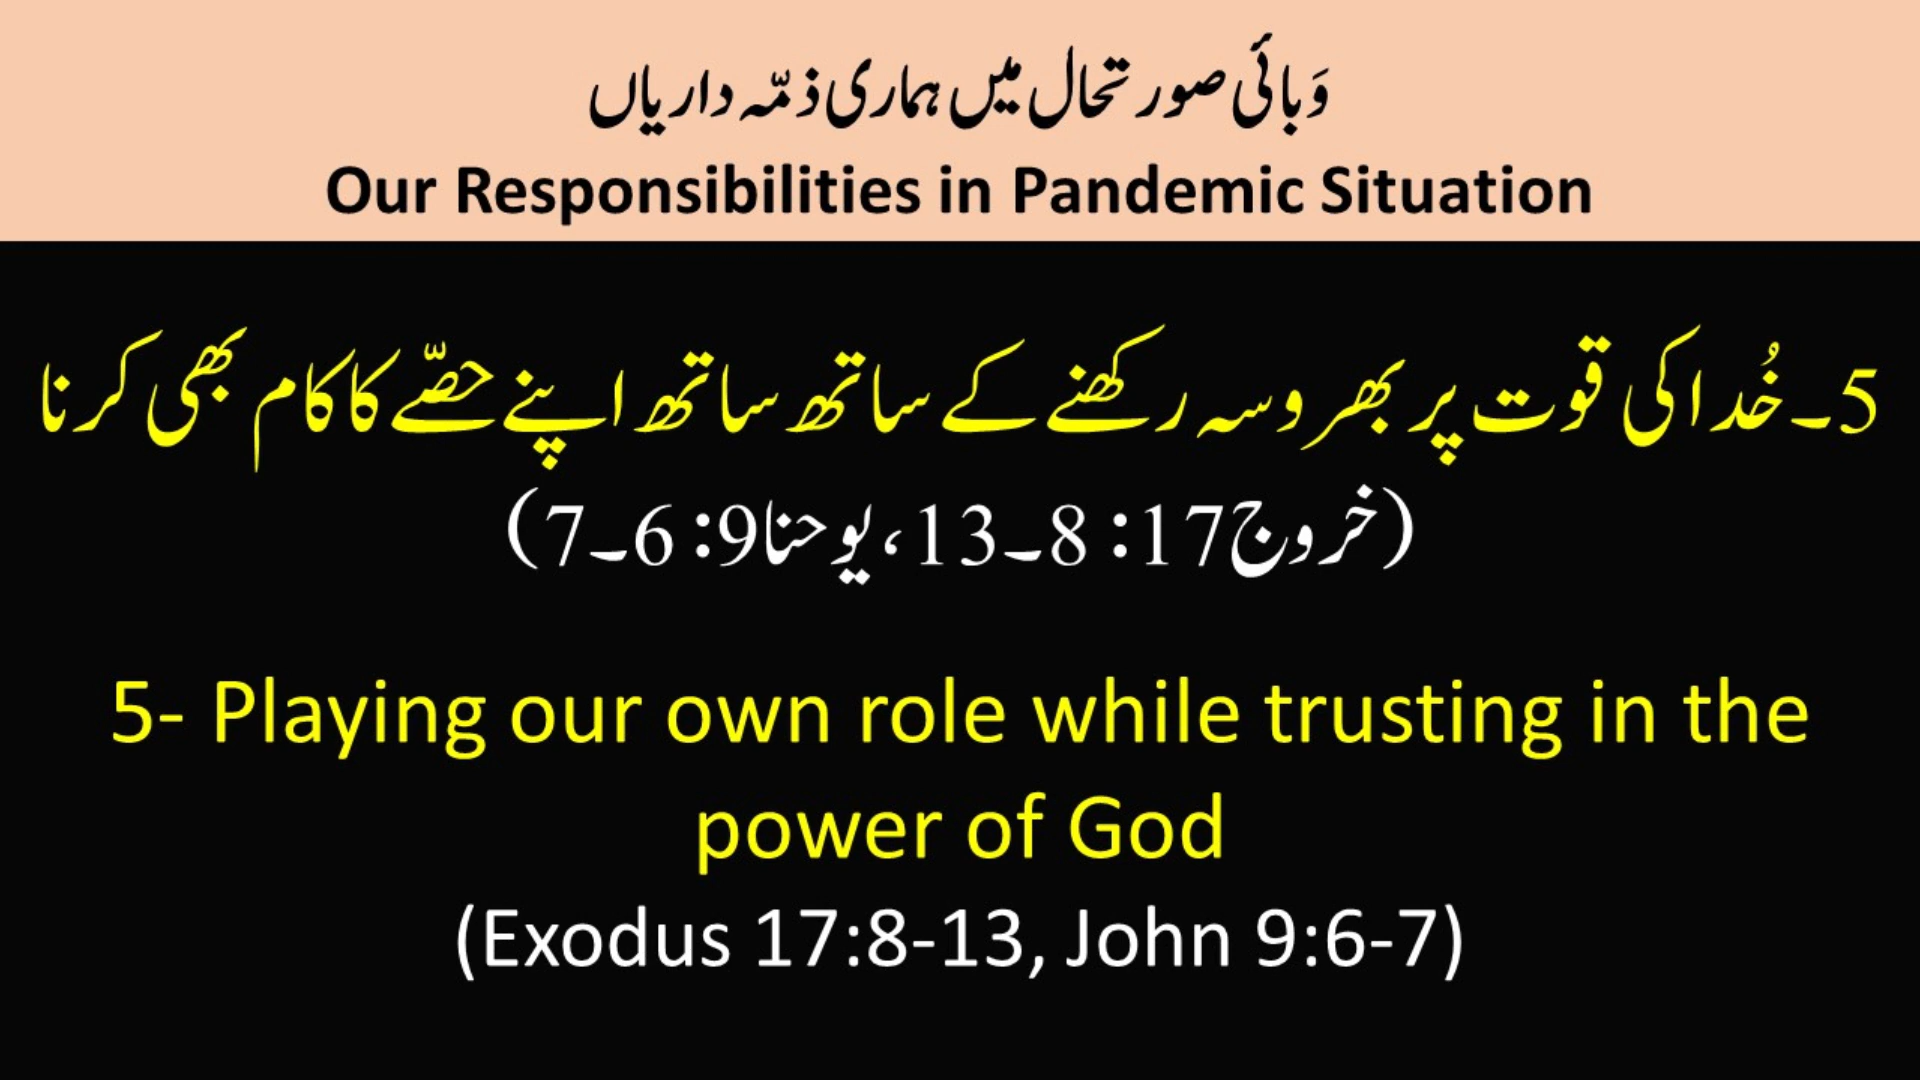 وَبائی صورتحال میں ہماری ذمّہ داریاں
Our Responsibilities in Pandemic Situation
5۔خُدا کی قوت پر بھروسہ رکھنے کے ساتھ ساتھ اپنے حصّے کا کام بھی کرنا
(خروج17: 8۔13، یوحنا9: 6۔7)
5- Playing our own role while trusting in the
power of God
(Exodus 17:8-13, John 9:6-7)